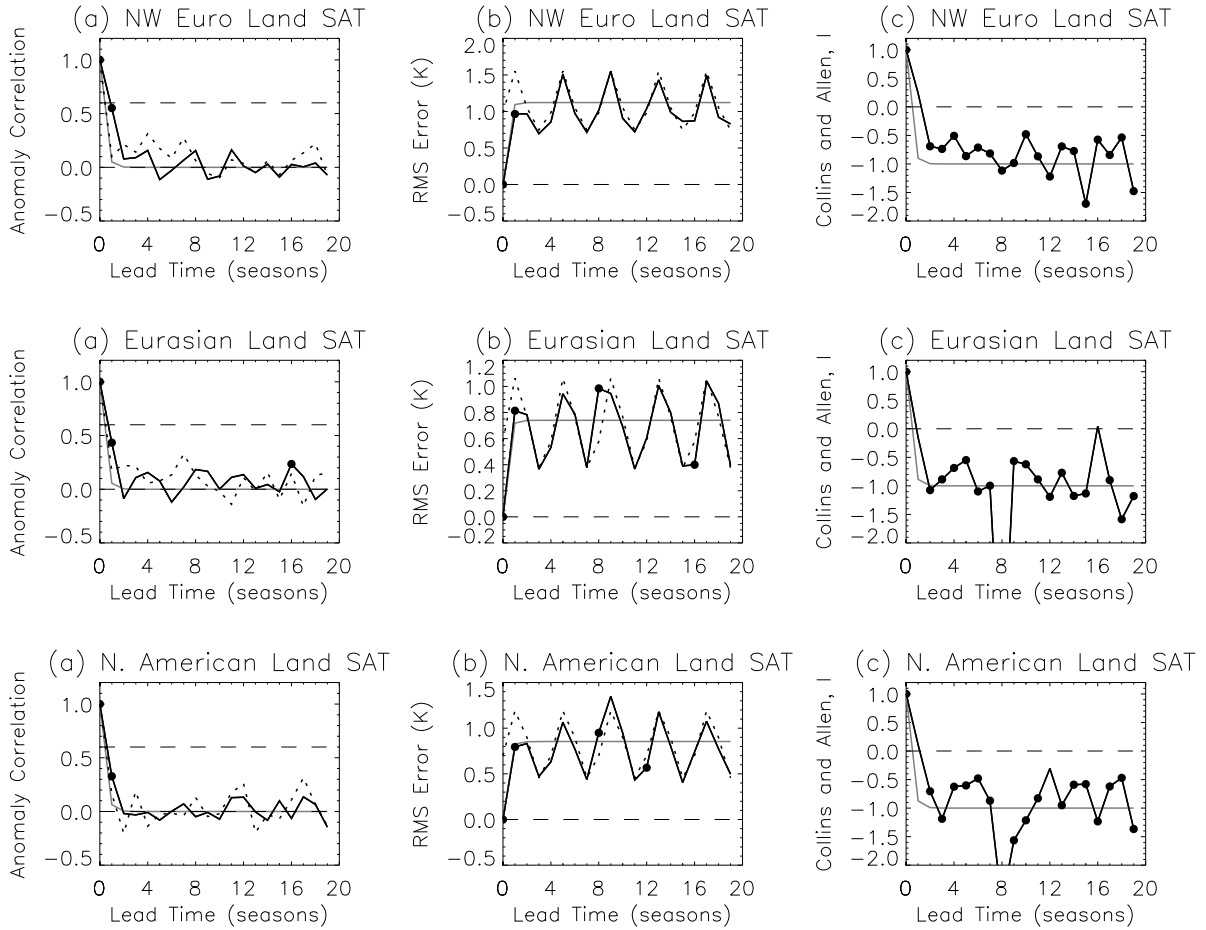 (a) NW Euro Land SAT
Anomaly Correlation
1.0
0.5
0.0
−0.5
0 4 8 12 16 20
Lead Time (seasons)
(b) NW Euro Land SAT
RMS Error (K)
2.0
1.5
1.0
0.5
0.0
−0.5
0 4 8 12 16 20
Lead Time (seasons)
(c) NW Euro Land SAT
Collins and Allen, I
1.0
0.5
0.0
−0.5
−1.0
−1.5
−2.0
0 4 8 12 16 20
Lead Time (seasons)
(a) Eurasian Land SAT
Anomaly Correlation
1.0
0.5
0.0
−0.5
0 4 8 12 16 20
Lead Time (seasons)
(b) Eurasian Land SAT
RMS Error (K)
1.2
1.0
0.8
0.6
0.4
0.2
0.0
−0.2
0 4 8 12 16 20
Lead Time (seasons)
(c) Eurasian Land SAT
Collins and Allen, I
1.0
0.5
0.0
−0.5
−1.0
−1.5
−2.0
0 4 8 12 16 20
Lead Time (seasons)
(a) N. American Land SAT
Anomaly Correlation
1.0
0.5
0.0
−0.5
0 4 8 12 16 20
Lead Time (seasons)
(b) N. American Land SAT
RMS Error (K)
1.5
1.0
0.5
0.0
−0.5
0 4 8 12 16 20
Lead Time (seasons)
(c) N. American Land SAT
Collins and Allen, I
1.0
0.5
0.0
−0.5
−1.0
−1.5
−2.0
0 4 8 12 16 20
Lead Time (seasons)